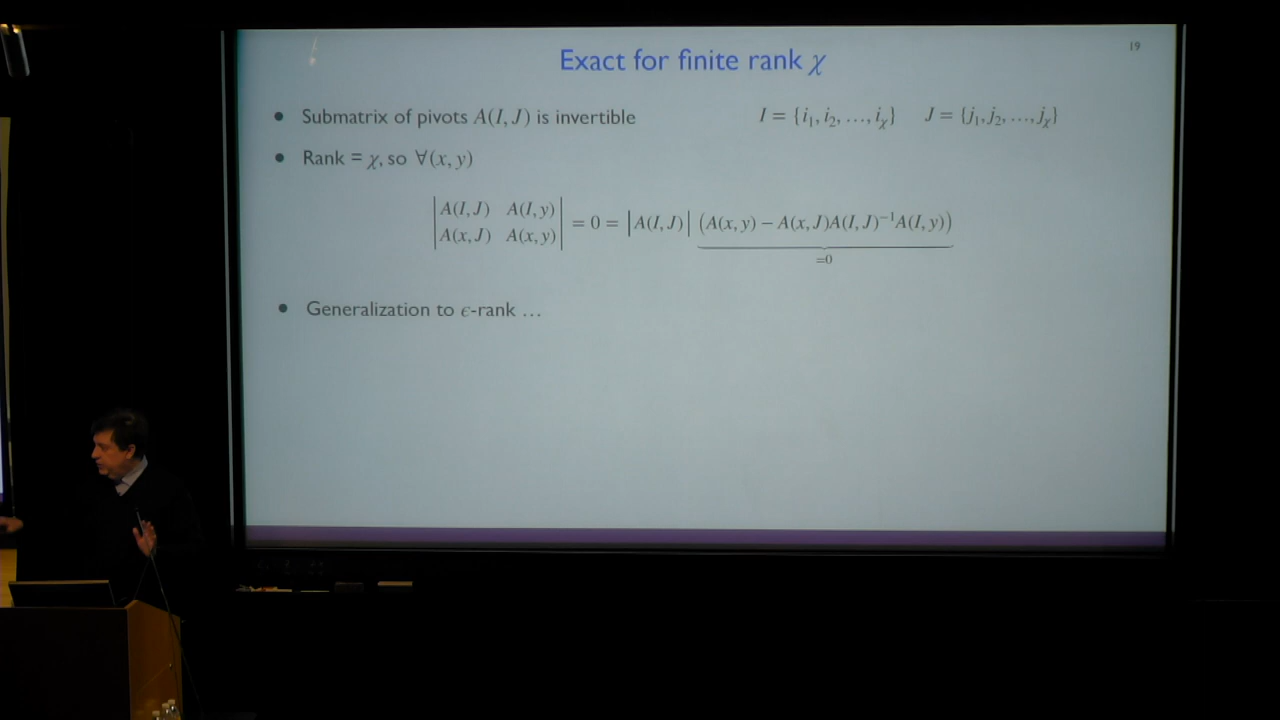 Exact for finite rank χ
19
• Submatrix of pivots A(I, J) is invertible I = {i₁, i₂, …, i_χ} J = {j₁, j₂, …, j_χ}
• Rank = χ, so ∀(x, y)
|A(I, J) A(I, y)|
|A(x, J) A(x, y)| = 0 = |A(I, J)| (A(x, y) − A(x, J)A(I, J)⁻¹A(I, y))
=0
• Generalization to ϵ-rank …